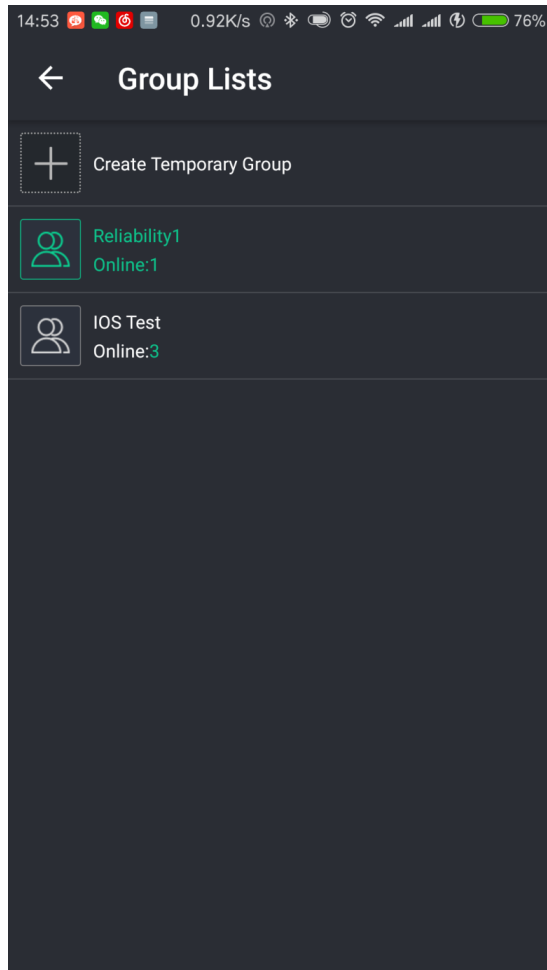 14:53 0.92K/s 76%
Group Lists
Create Temporary Group
Reliability1
Online:1
IOS Test
Online:3